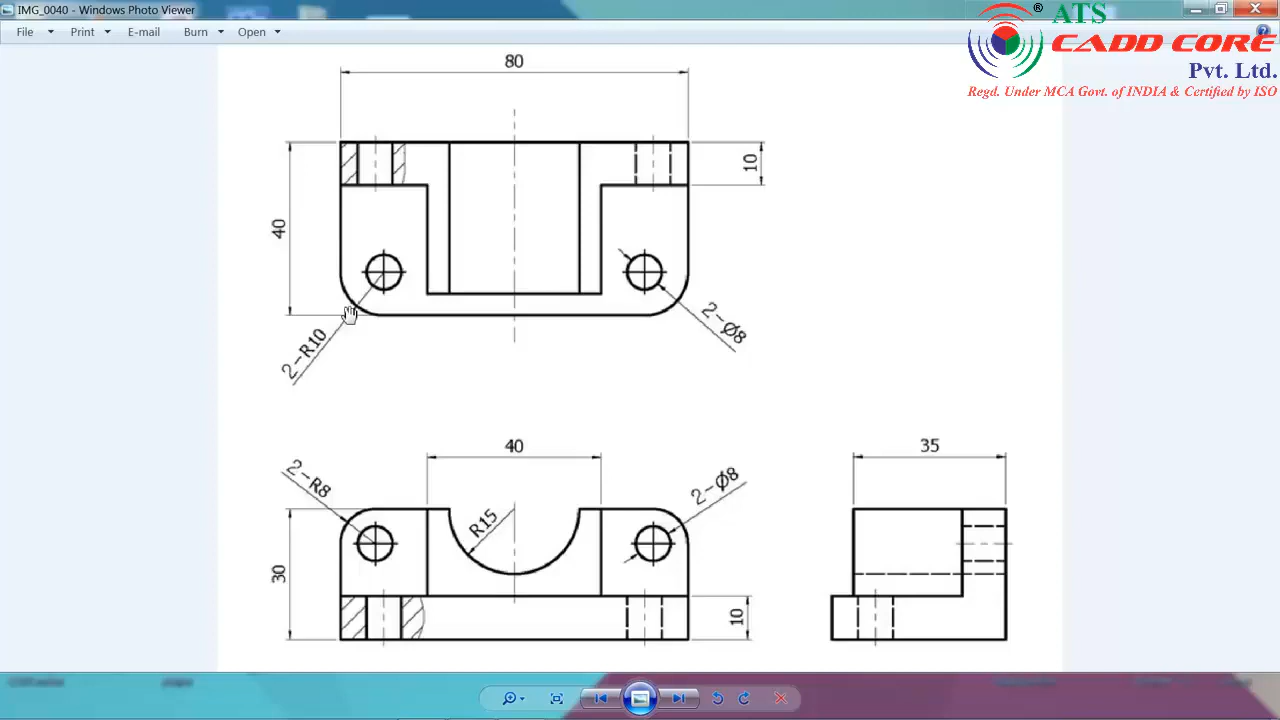 IMG_0040 - Windows Photo Viewer
File Print E-mail Burn Open
® ATS
CADD CORE
Pvt. Ltd.
Regd. Under MCA Govt. of INDIA & Certified by ISO
80
10
40
2-R10
2-Ø8
40
35
2-R8
2-Ø8
R15
30
10